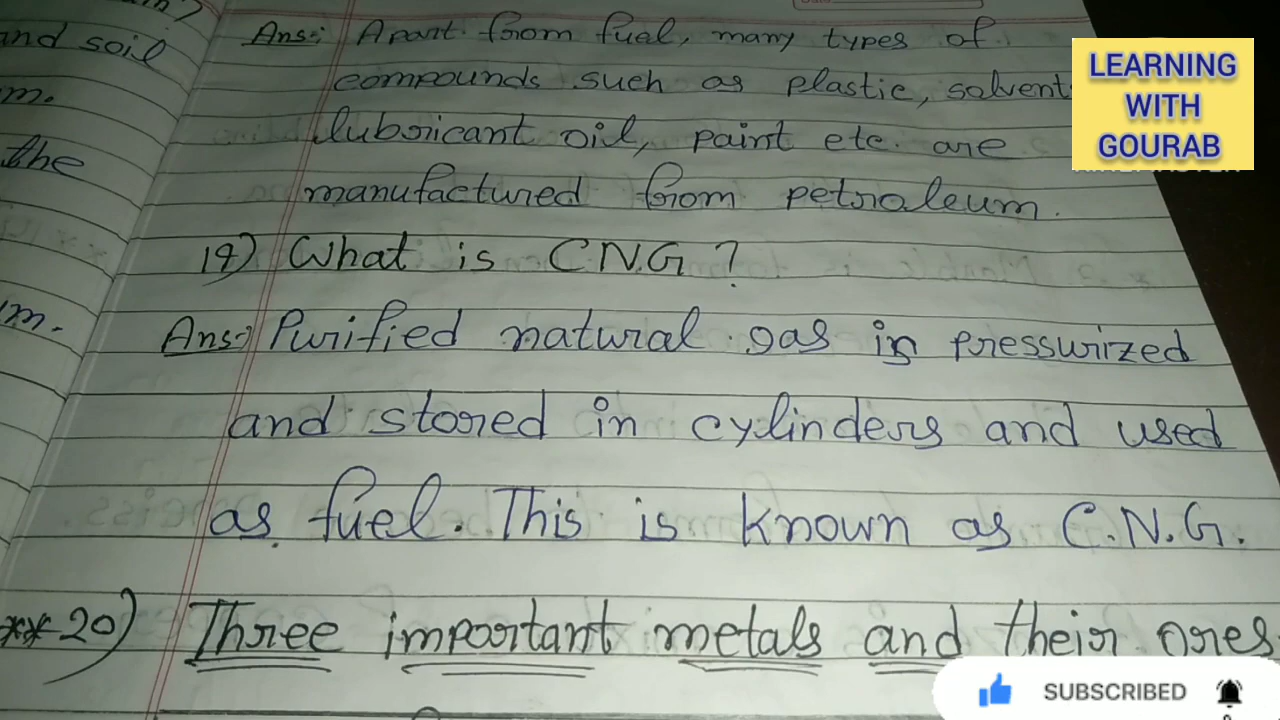 and soil
m.
the
m.
Ans:- Apart from fuel, many types of
compounds such as plastic, solvent
lubricant oil, paint etc. are
manufactured from petroleum.
19) What is CNG?
Ans:- Purified natural gas is pressurized
and stored in cylinders and used
as fuel. This is known as C.N.G.
**20) Three important metals and their ores
LEARNING
WITH
GOURAB
SUBSCRIBED